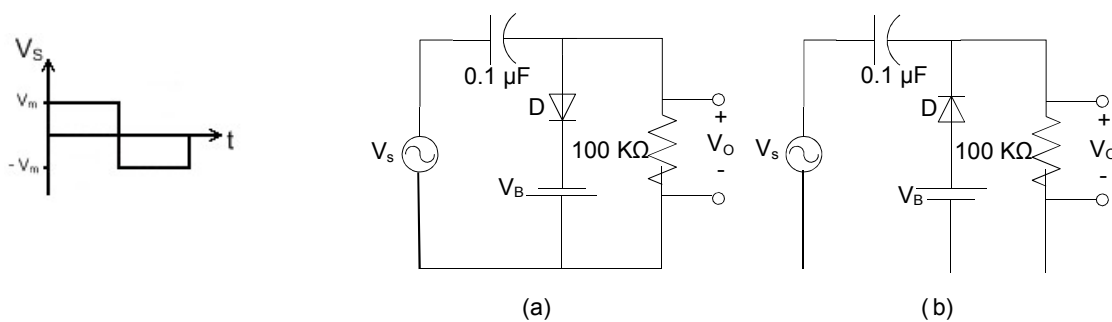 V_S
V_m
- V_m
t
0.1 µF
D
V_s
100 KΩ
+
V_O
-
V_B
(a)
0.1 µF
D
V_s
100 KΩ
+
V_O
-
V_B
( b)